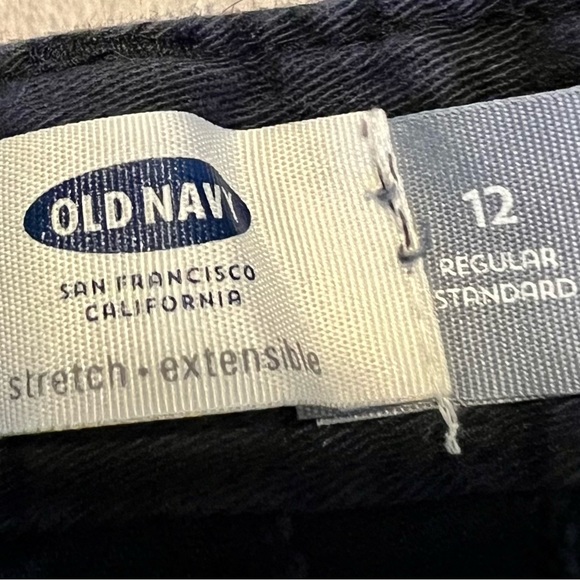 OLD NAVY
SAN FRANCISCO
CALIFORNIA
stretch • extensible
12
REGULAR
STANDARD